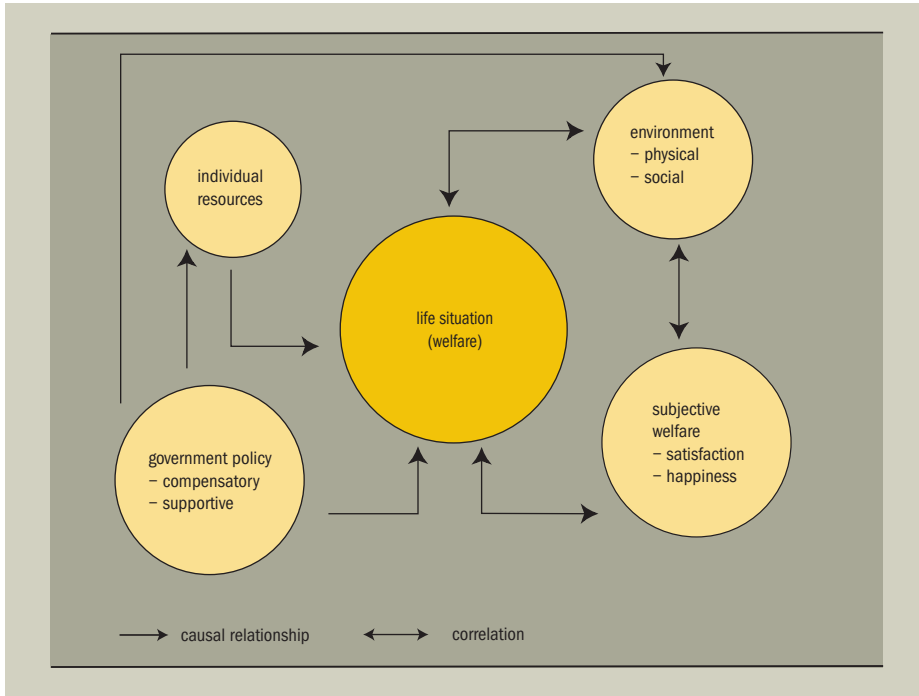 environment
– physical
– social
individual
resources
life situation
(welfare)
subjective
welfare
– satisfaction
– happiness
government policy
– compensatory
– supportive
causal relationship
correlation